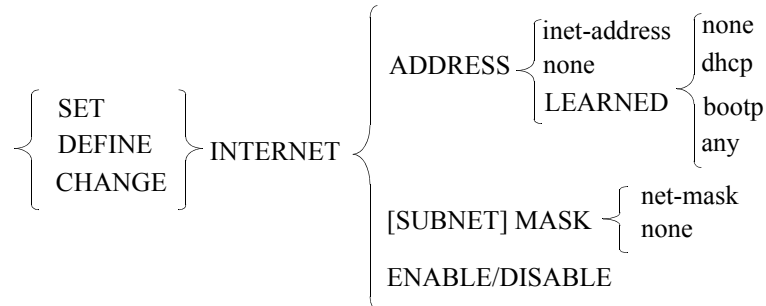 SET
DEFINE
CHANGE
INTERNET
ADDRESS
inet-address
none
LEARNED
none
dhcp
bootp
any
[SUBNET] MASK
net-mask
none
ENABLE/DISABLE